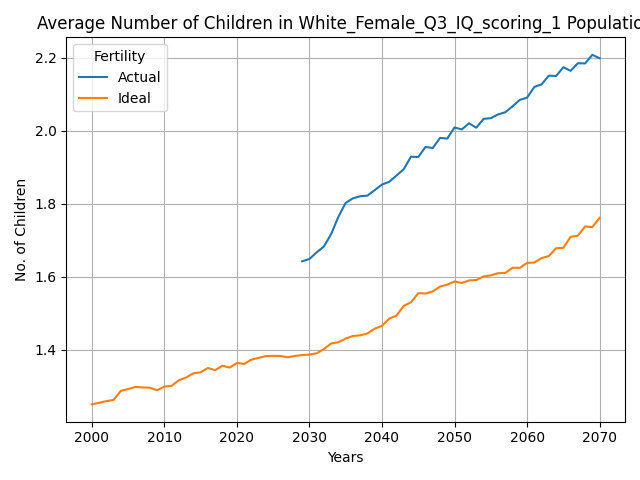 Average Number of Children in White_Female_Q3_IQ_scoring_1 Populatio
Fertility
Actual
Ideal
2.2
2.0
1.8
1.6
1.4
No. of Children
2000 2010 2020 2030 2040 2050 2060 2070
Years